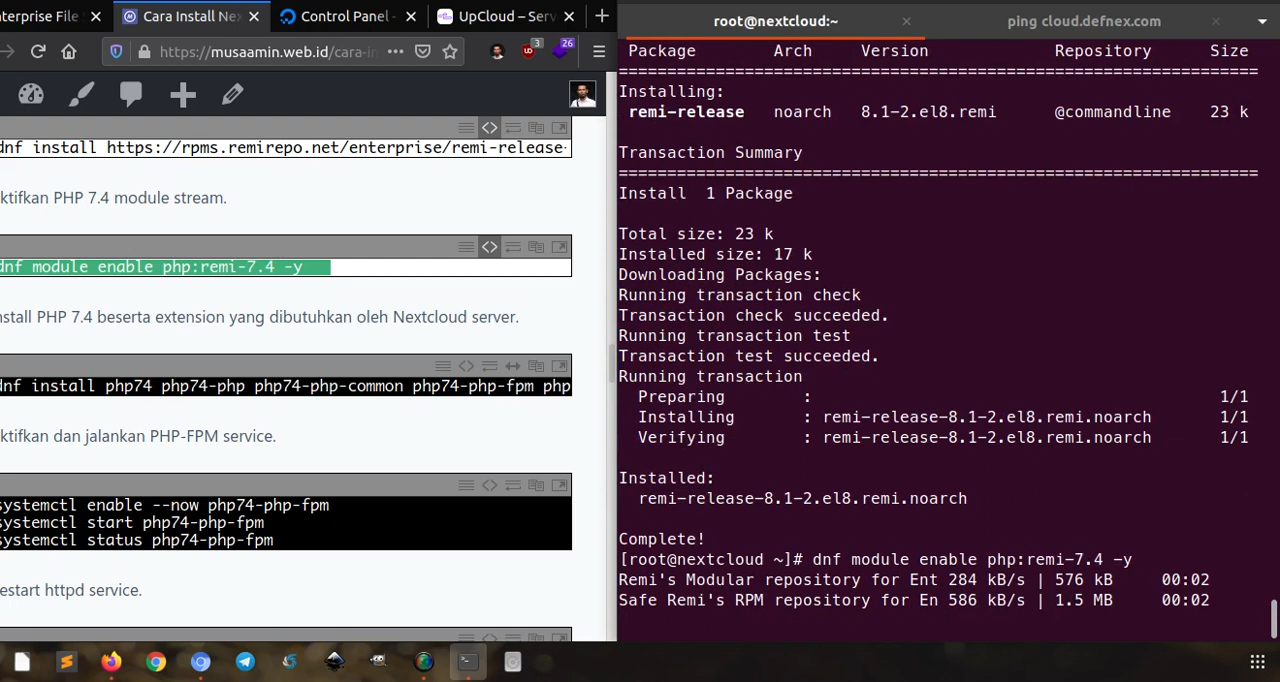 nterprise File
Cara Install Nex
Control Panel -
UpCloud – Serv
https://musaamin.web.id/cara-in
3
26
dnf install https://rpms.remirepo.net/enterprise/remi-release-
ktifkan PHP 7.4 module stream.
dnf module enable php:remi-7.4 -y
nstall PHP 7.4 beserta extension yang dibutuhkan oleh Nextcloud server.
dnf install php74 php74-php php74-php-common php74-php-fpm php
ktifkan dan jalankan PHP-FPM service.
systemctl enable --now php74-php-fpm
systemctl start php74-php-fpm
systemctl status php74-php-fpm
estart httpd service.
root@nextcloud:~
ping cloud.defnex.com
Package Arch Version Repository Size
================================================================
Installing:
remi-release noarch 8.1-2.el8.remi @commandline 23 k
Transaction Summary
================================================================
Install 1 Package
Total size: 23 k
Installed size: 17 k
Downloading Packages:
Running transaction check
Transaction check succeeded.
Running transaction test
Transaction test succeeded.
Running transaction
Preparing : 1/1
Installing : remi-release-8.1-2.el8.remi.noarch 1/1
Verifying : remi-release-8.1-2.el8.remi.noarch 1/1
Installed:
remi-release-8.1-2.el8.remi.noarch
Complete!
[root@nextcloud ~]# dnf module enable php:remi-7.4 -y
Remi's Modular repository for Ent 284 kB/s | 576 kB 00:02
Safe Remi's RPM repository for En 586 kB/s | 1.5 MB 00:02